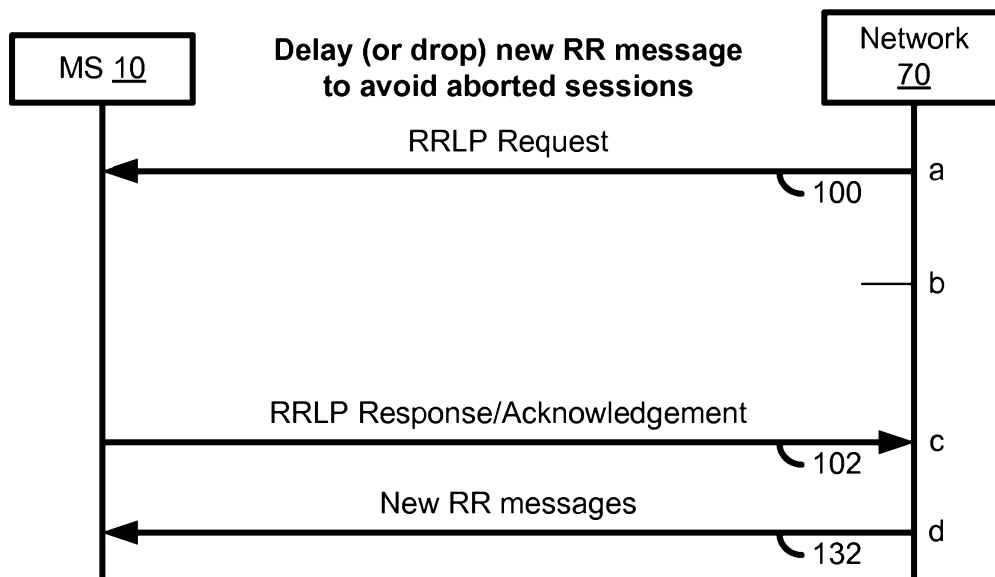 MS 10
Delay (or drop) new RR message
to avoid aborted sessions
Network
70
RRLP Request
a
100
b
RRLP Response/Acknowledgement
c
102
New RR messages
d
132